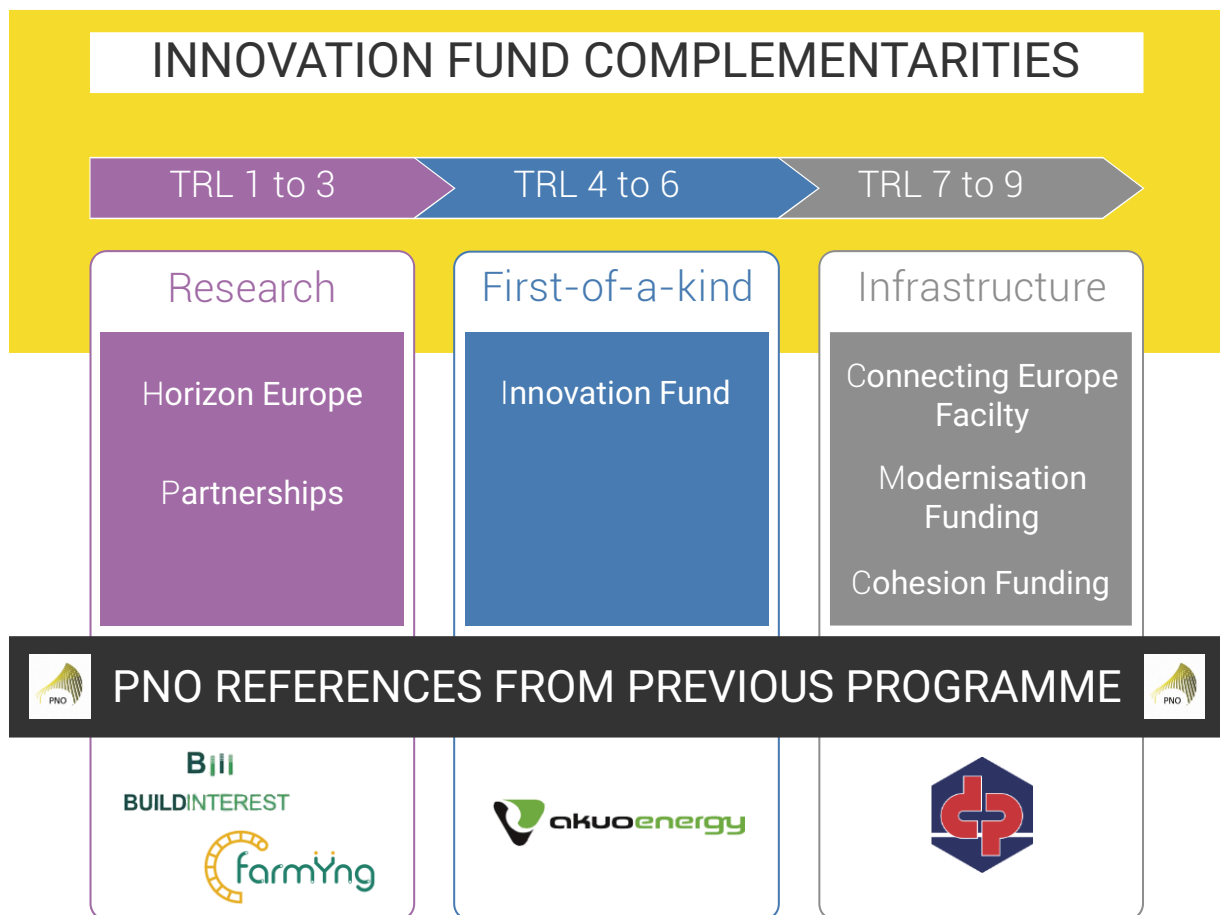 INNOVATION FUND COMPLEMENTARITIES
TRL 1 to 3
TRL 4 to 6
TRL 7 to 9
Research
Horizon Europe
Partnerships
First-of-a-kind
Innovation Fund
Infrastructure
Connecting Europe
Facilty
Modernisation
Funding
Cohesion Funding
PNO
PNO REFERENCES FROM PREVIOUS PROGRAMME
PNO
BUILDINTEREST
farmYng
akuoenergy
dp